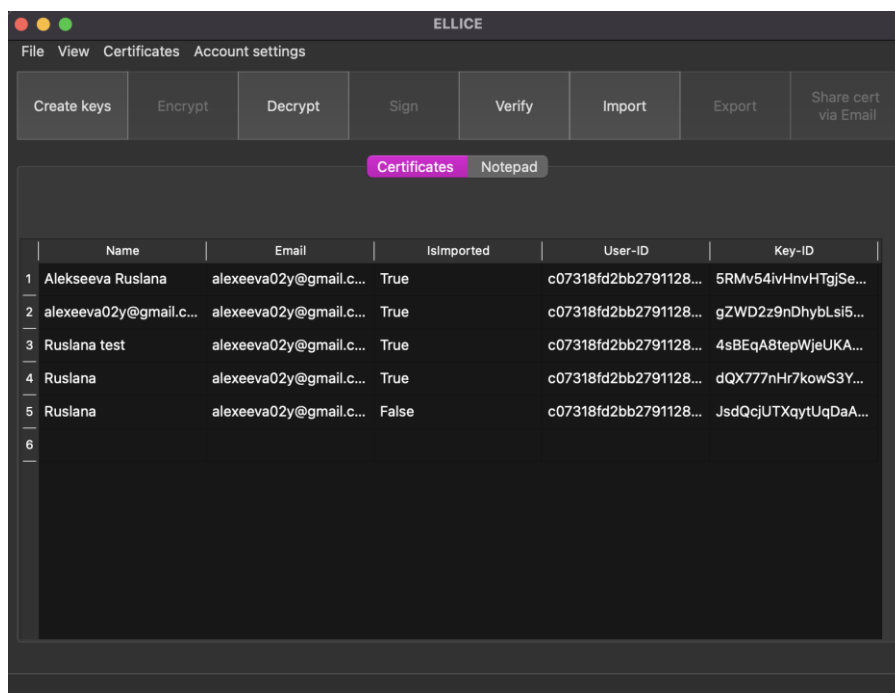 ELLICE
File View Certificates Account settings
Create keys Encrypt Decrypt Sign Verify Import Export Share cert via Email
Certificates Notepad
Name Email IsImported User-ID Key-ID
1 Alekseeva Ruslana alexeeva02y@gmail.c... True c07318fd2bb2791128... 5RMv54ivHnvHTgjSe...
2 alexeeva02y@gmail.c... alexeeva02y@gmail.c... True c07318fd2bb2791128... gZWD2z9nDhybLsi5...
3 Ruslana test alexeeva02y@gmail.c... True c07318fd2bb2791128... 4sBEqA8tepWjeUKA...
4 Ruslana alexeeva02y@gmail.c... True c07318fd2bb2791128... dQX777nHr7kowS3Y...
5 Ruslana alexeeva02y@gmail.c... False c07318fd2bb2791128... JsdQcjUTXqytUqDaA...
6